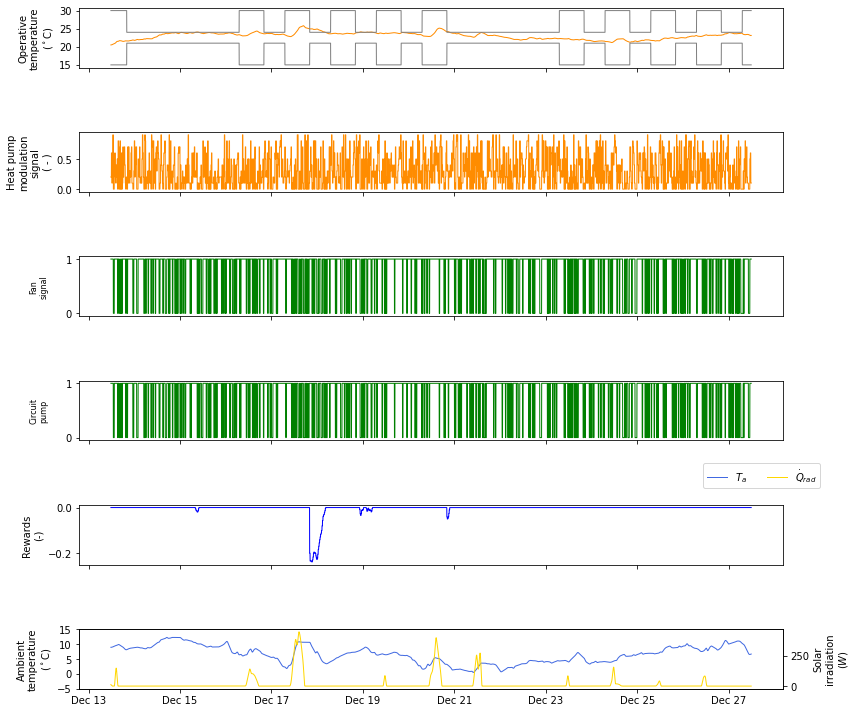 Operative
temperature
(°C)
30
25
20
15
Heat pump
modulation
signal
( - )
0.5
0.0
Fan
signal
1
0
Circuit
pump
1
0
T_a
Q̇_rad
Rewards
(-)
0.0
−0.2
Ambient
temperature
(°C)
15
10
5
0
−5
250
0
Solar
irradiation
(W)
Dec 13 Dec 15 Dec 17 Dec 19 Dec 21 Dec 23 Dec 25 Dec 27